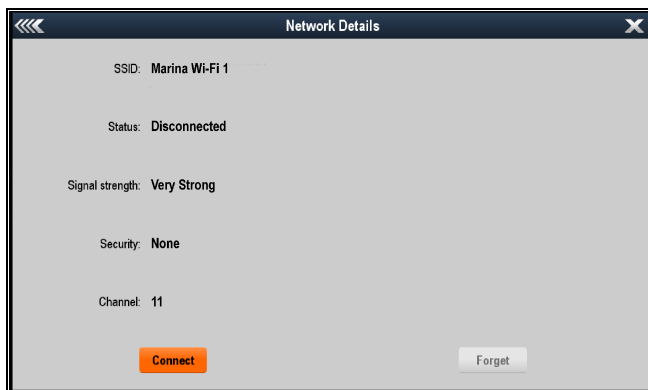 Network Details
SSID: Marina Wi-Fi 1
Status: Disconnected
Signal strength: Very Strong
Security: None
Channel: 11
Connect Forget